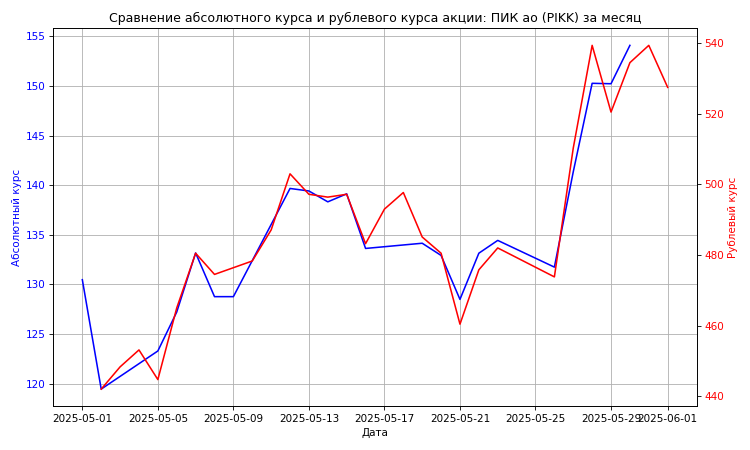 Сравнение абсолютного курса и рублевого курса акции: ПИК ао (PIKK) за месяц
Абсолютный курс
155
150
145
140
135
130
125
120
540
520
500
480
460
440
Рублевый курс
2025-05-01 2025-05-05 2025-05-09 2025-05-13 2025-05-17 2025-05-21 2025-05-25 2025-05-29 2025-06-01
Дата